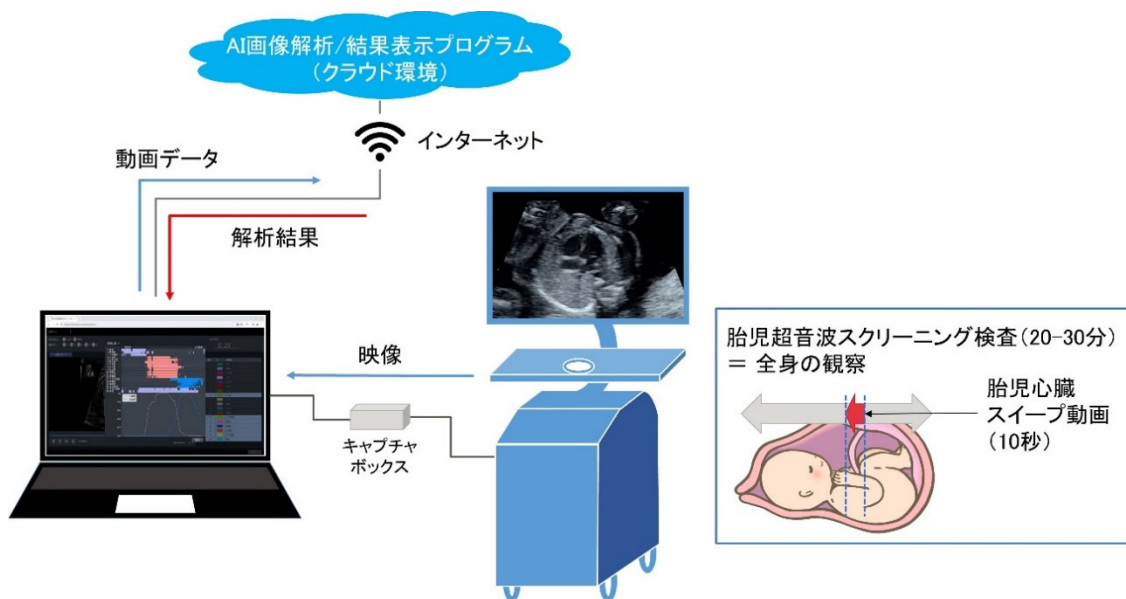 AI画像解析/結果表示プログラム
（クラウド環境）
インターネット
動画データ
解析結果
映像
キャプチャ
ボックス
胎児超音波スクリーニング検査（20-30分）
＝ 全身の観察
胎児心臓
スイープ動画
（10秒）